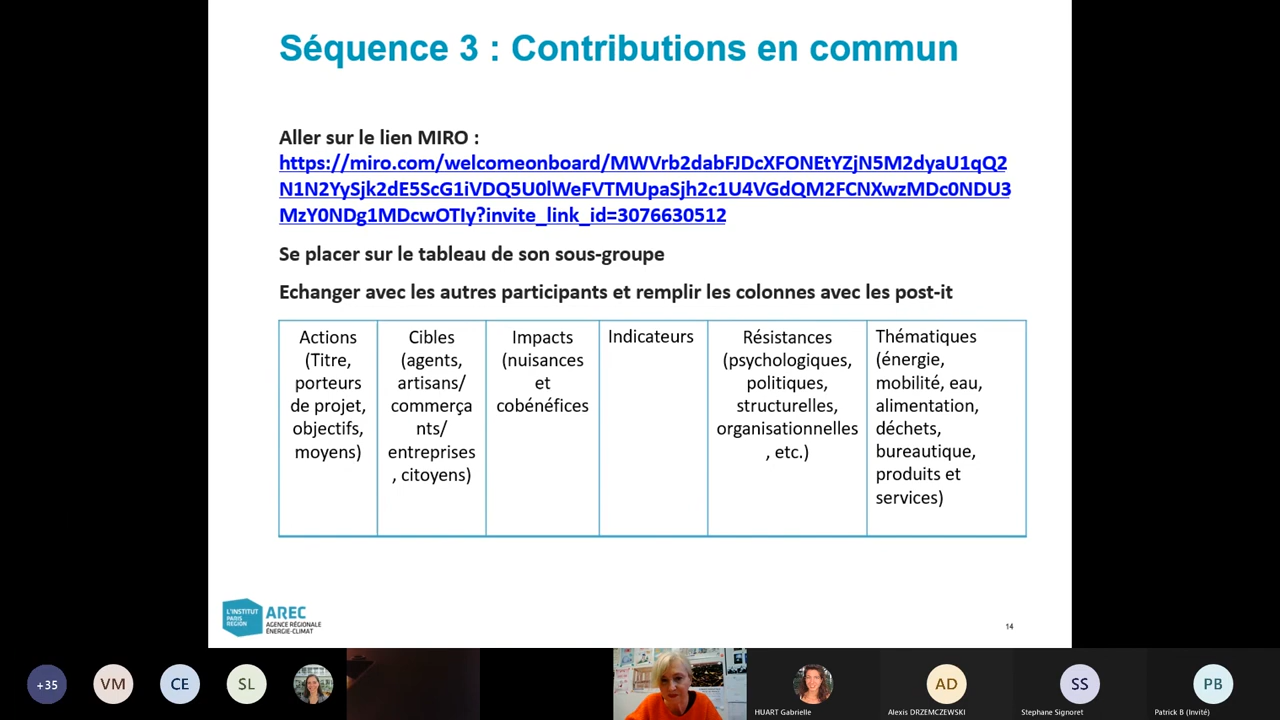 Séquence 3 : Contributions en commun
Aller sur le lien MIRO :
https://miro.com/welcomeonboard/MWVrb2dabFJDcXFONEtYZjN5M2dyaU1qQ2
N1N2YySjk2dE5ScG1iVDQ5U0lWeFVTMUpaSjh2c1U4VGdQM2FCNXwzMDc0NDU3
MzY0NDg1MDcwOTIy?invite_link_id=3076630512
Se placer sur le tableau de son sous-groupe
Echanger avec les autres participants et remplir les colonnes avec les post-it
Actions
(Titre,
porteurs
de projet,
objectifs,
moyens)
Cibles
(agents,
artisans/
commerça
nts/
entreprises
, citoyens)
Impacts
(nuisances
et
cobénéfices
Indicateurs
Résistances
(psychologiques,
politiques,
structurelles,
organisationnelles
, etc.)
Thématiques
(énergie,
mobilité, eau,
alimentation,
déchets,
bureautique,
produits et
services)
L'INSTITUT
PARIS
REGION
AREC
AGENCE RÉGIONALE
ÉNERGIE-CLIMAT
14
+35
VM
CE
SL
HUART Gabrielle
AD
Alexis DRZEMCZEWSKI
SS
Stephane Signoret
PB
Patrick B (Invité)